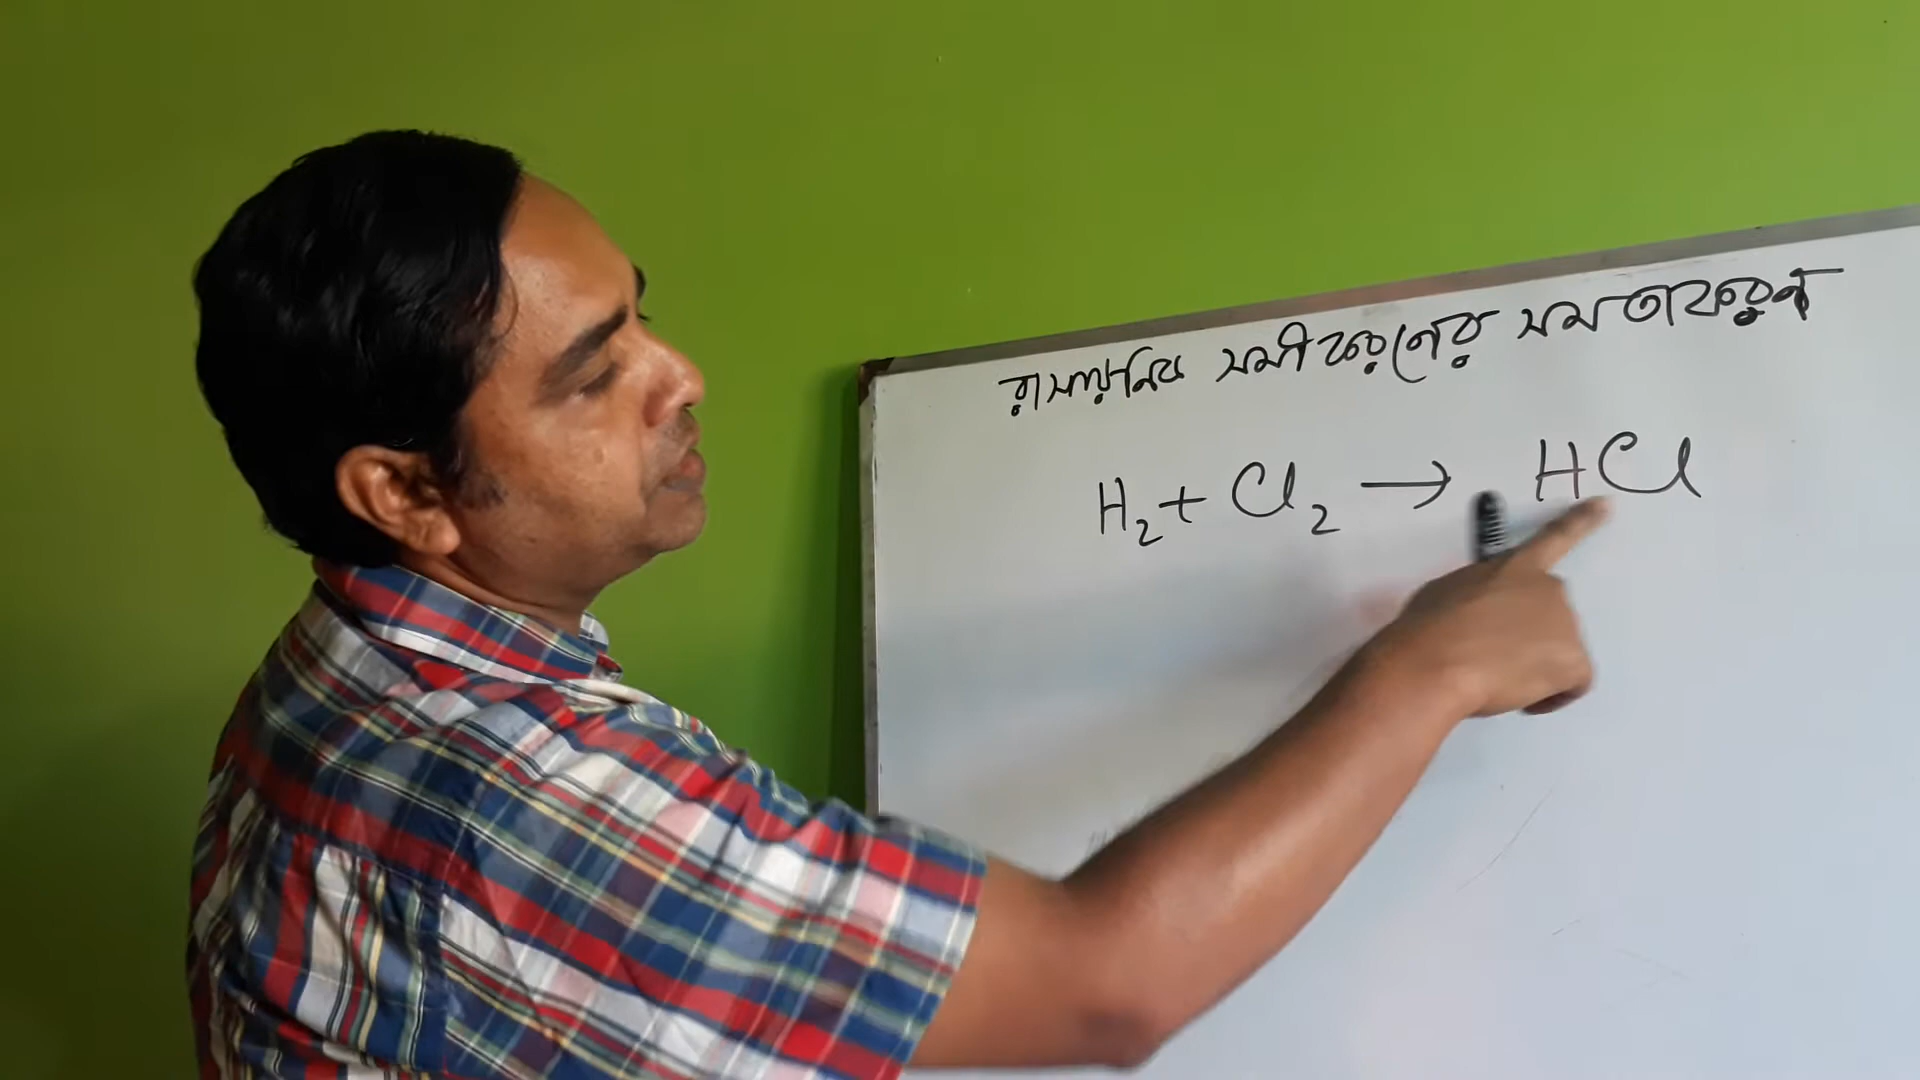 রাসায়নিক সমীকরণের সমতাকরণ
H₂ + Cl₂ → HCl